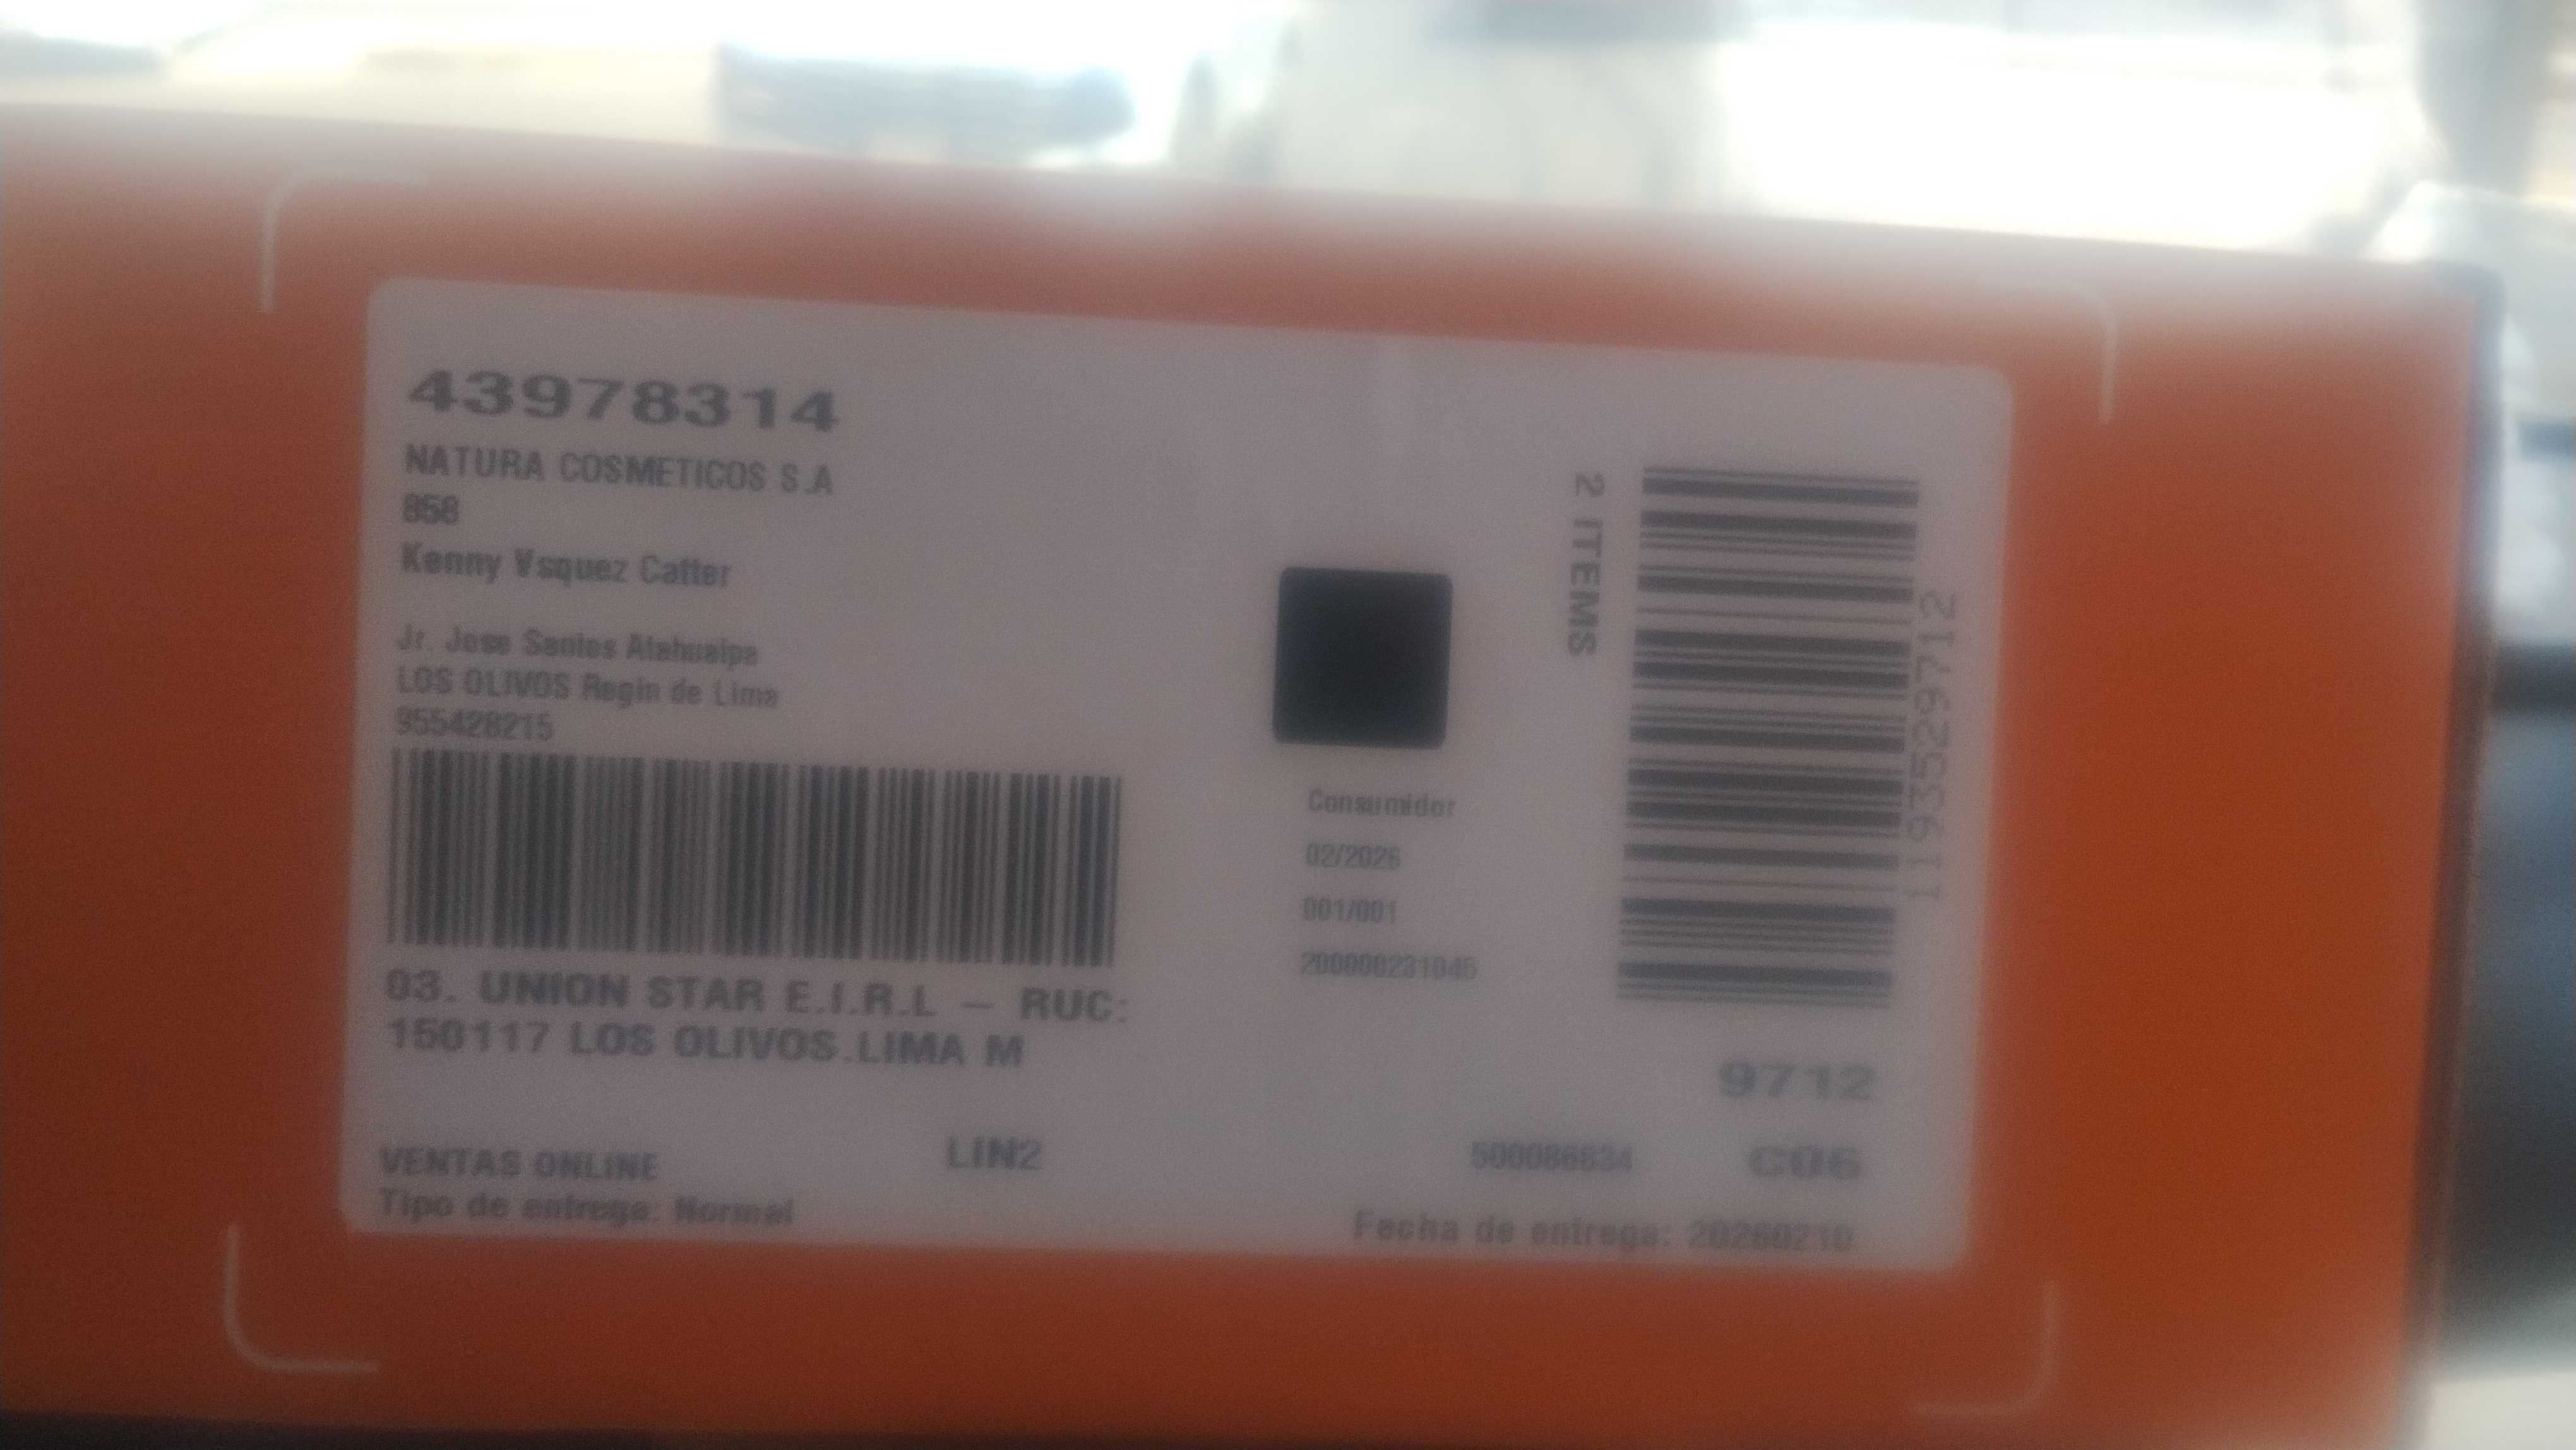 43978314
NATURA COSMETICOS S.A
858
Kenny Vsquez Catter
Jr. Jose Santos Atahualpa
LOS OLIVOS Regin de Lima
955428215
03. UNION STAR E.I.R.L – RUC:
150117 LOS OLIVOS.LIMA M
VENTAS ONLINE
Tipo de entrega: Normal
LIN2
Consumidor
02/2026
001/001
2 ITEMS
1193529712
9712
C06
Fecha de entrega: 20260210